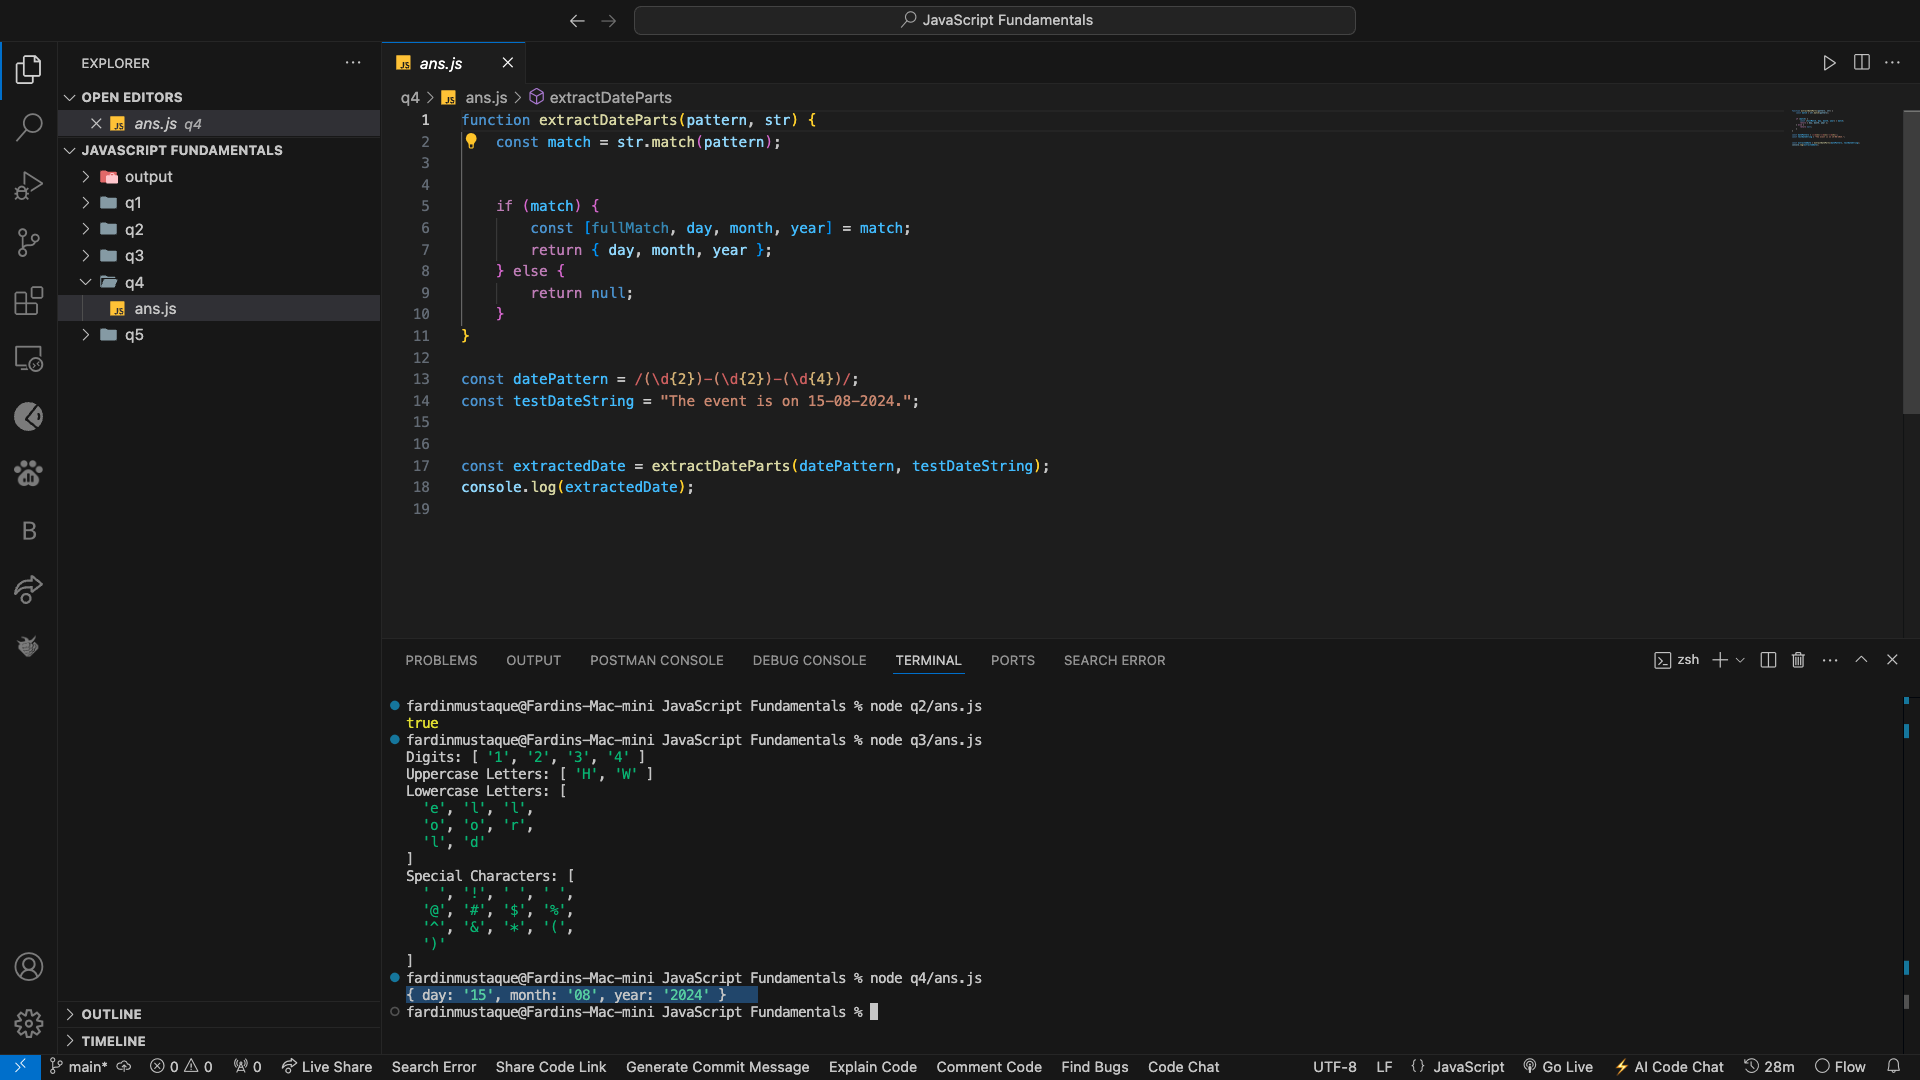 JavaScript Fundamentals
EXPLORER
OPEN EDITORS
ans.js q4
JAVASCRIPT FUNDAMENTALS
output
q1
q2
q3
q4
ans.js
q5
OUTLINE
TIMELINE
ans.js
q4 > ans.js > extractDateParts
1 function extractDateParts(pattern, str) {
2 const match = str.match(pattern);
3
4
5 if (match) {
6 const [fullMatch, day, month, year] = match;
7 return { day, month, year };
8 } else {
9 return null;
10 }
11 }
12
13 const datePattern = /(\d{2})-(\d{2})-(\d{4})/;
14 const testDateString = "The event is on 15-08-2024.";
15
16
17 const extractedDate = extractDateParts(datePattern, testDateString);
18 console.log(extractedDate);
19
PROBLEMS OUTPUT POSTMAN CONSOLE DEBUG CONSOLE TERMINAL PORTS SEARCH ERROR
zsh
fardinmustaque@Fardins-Mac-mini JavaScript Fundamentals % node q2/ans.js
true
fardinmustaque@Fardins-Mac-mini JavaScript Fundamentals % node q3/ans.js
Digits: [ '1', '2', '3', '4' ]
Uppercase Letters: [ 'H', 'W' ]
Lowercase Letters: [
'e', 'l', 'l',
'o', 'o', 'r',
'l', 'd'
]
Special Characters: [
' ', '!', ' ', ' ',
'@', '#', '$', '%',
'^', '&', '*', '(',
')'
]
fardinmustaque@Fardins-Mac-mini JavaScript Fundamentals % node q4/ans.js
{ day: '15', month: '08', year: '2024' }
fardinmustaque@Fardins-Mac-mini JavaScript Fundamentals %
main* 0 0 0 Live Share Search Error Share Code Link Generate Commit Message Explain Code Comment Code Find Bugs Code Chat UTF-8 LF {} JavaScript Go Live AI Code Chat 28m Flow